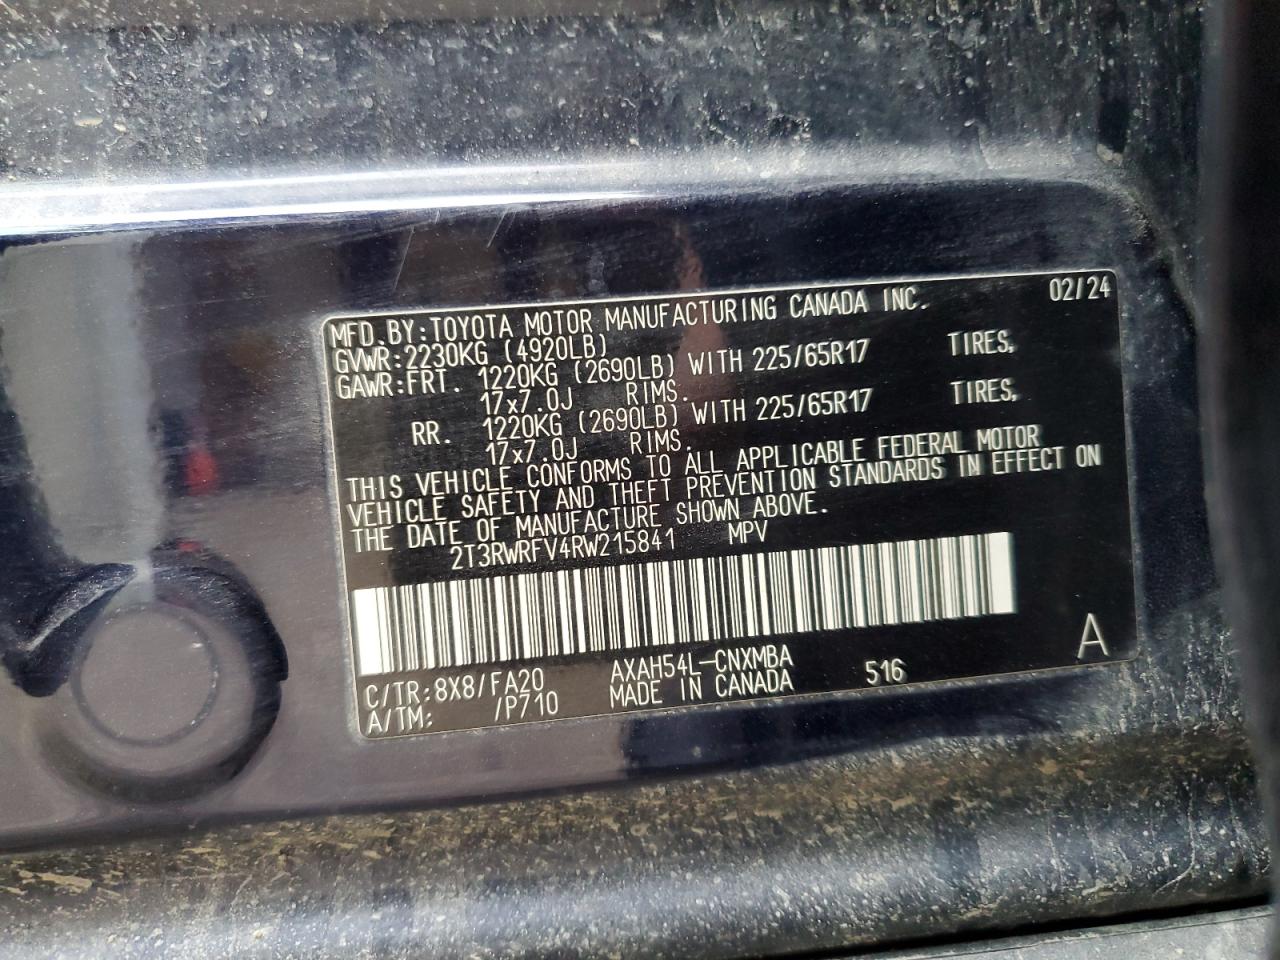 MFD.BY:TOYOTA MOTOR MANUFACTURING CANADA INC. 02/24
GVWR:2230KG (4920LB)
GAWR:FRT. 1220KG (2690LB) WITH 225/65R17 TIRES,
17x7.0J RIMS.
RR. 1220KG (2690LB) WITH 225/65R17 TIRES,
17x7.0J RIMS.
THIS VEHICLE CONFORMS TO ALL APPLICABLE FEDERAL MOTOR
VEHICLE SAFETY AND THEFT PREVENTION STANDARDS IN EFFECT ON
THE DATE OF MANUFACTURE SHOWN ABOVE.
2T3RWRFV4RW215841 MPV
A
C/TR:8X8/FA20 AXAH54L-CNXMBA 516
A/TM: /P710 MADE IN CANADA